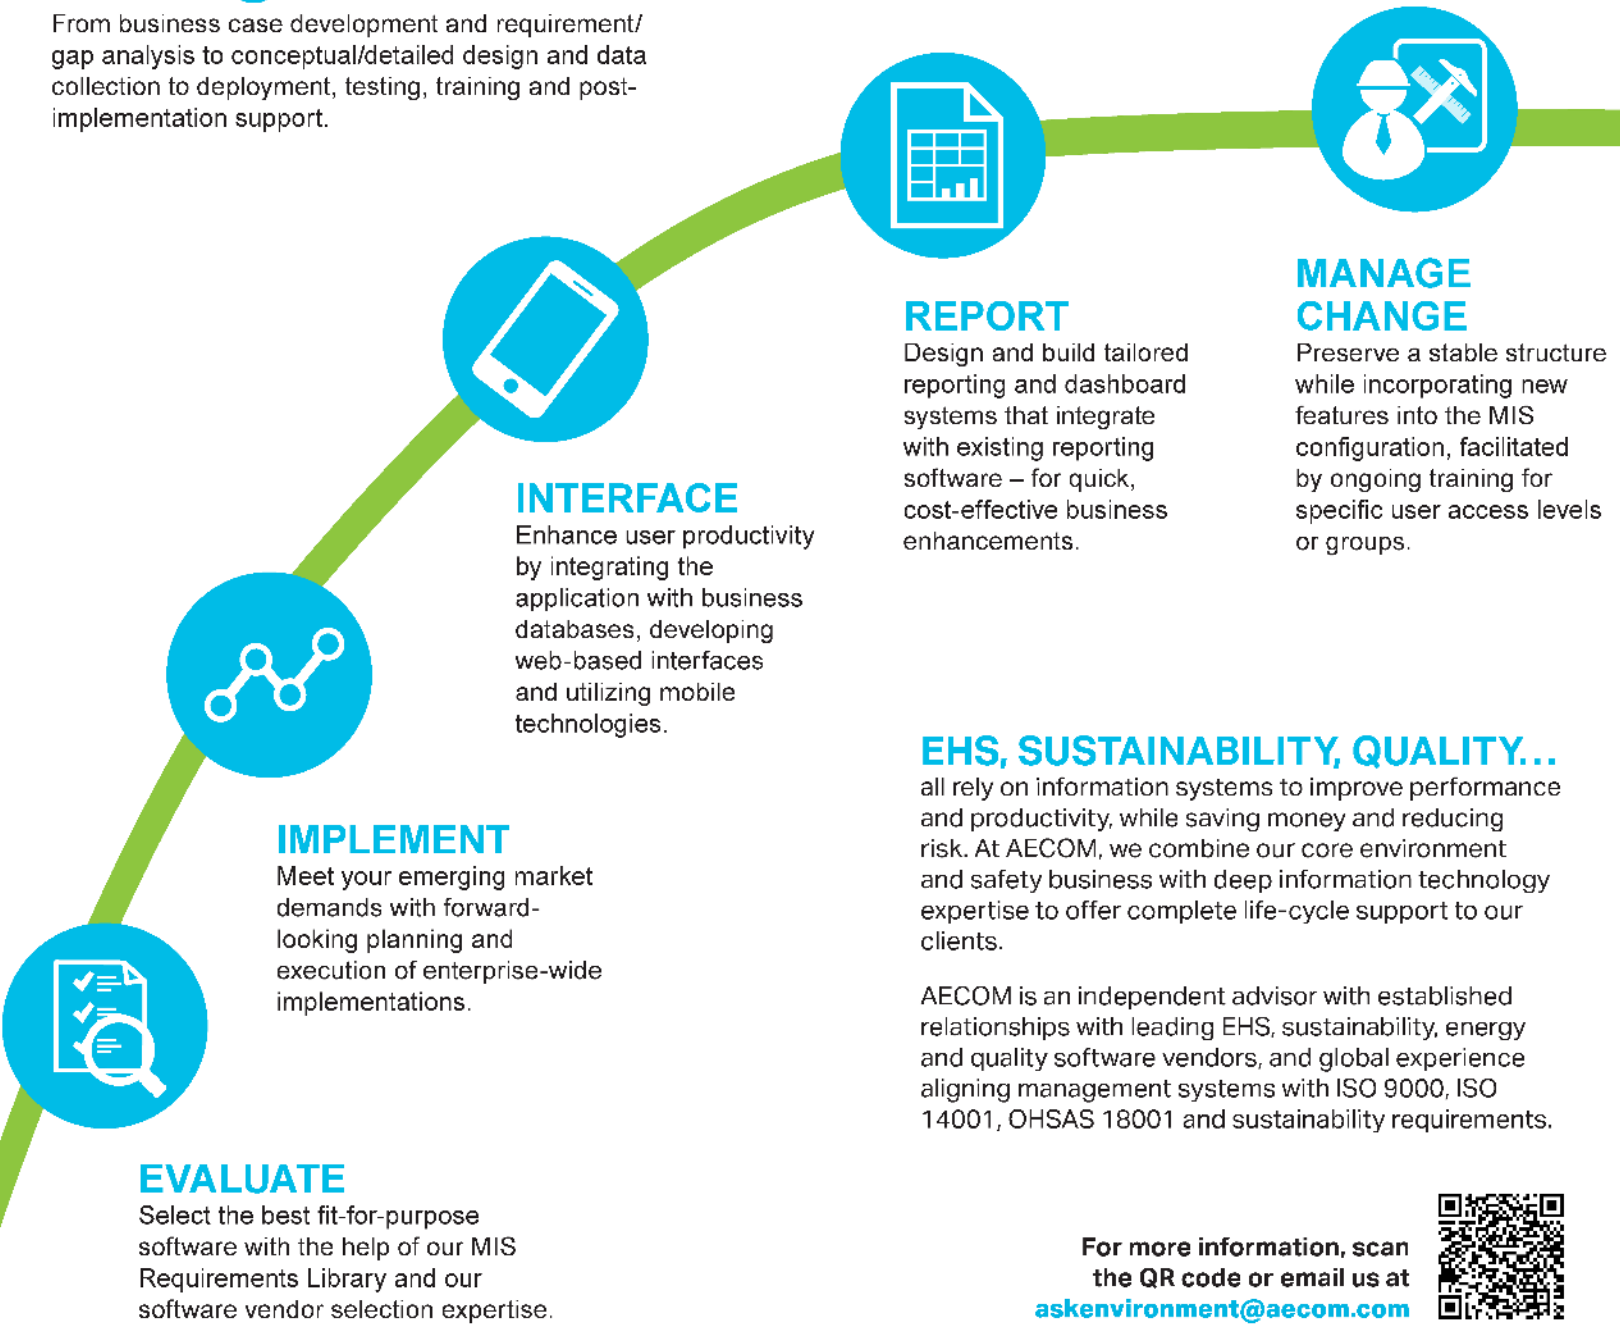 From business case development and requirement/
gap analysis to conceptual/detailed design and data
collection to deployment, testing, training and post-
implementation support.
MANAGE
CHANGE
Preserve a stable structure
while incorporating new
features into the MIS
configuration, facilitated
by ongoing training for
specific user access levels
or groups.
REPORT
Design and build tailored
reporting and dashboard
systems that integrate
with existing reporting
software – for quick,
cost-effective business
enhancements.
INTERFACE
Enhance user productivity
by integrating the
application with business
databases, developing
web-based interfaces
and utilizing mobile
technologies.
IMPLEMENT
Meet your emerging market
demands with forward-
looking planning and
execution of enterprise-wide
implementations.
EVALUATE
Select the best fit-for-purpose
software with the help of our MIS
Requirements Library and our
software vendor selection expertise.
EHS, SUSTAINABILITY, QUALITY...
all rely on information systems to improve performance
and productivity, while saving money and reducing
risk. At AECOM, we combine our core environment
and safety business with deep information technology
expertise to offer complete life-cycle support to our
clients.
AECOM is an independent advisor with established
relationships with leading EHS, sustainability, energy
and quality software vendors, and global experience
aligning management systems with ISO 9000, ISO
14001, OHSAS 18001 and sustainability requirements.
For more information, scan
the QR code or email us at
askenvironment@aecom.com